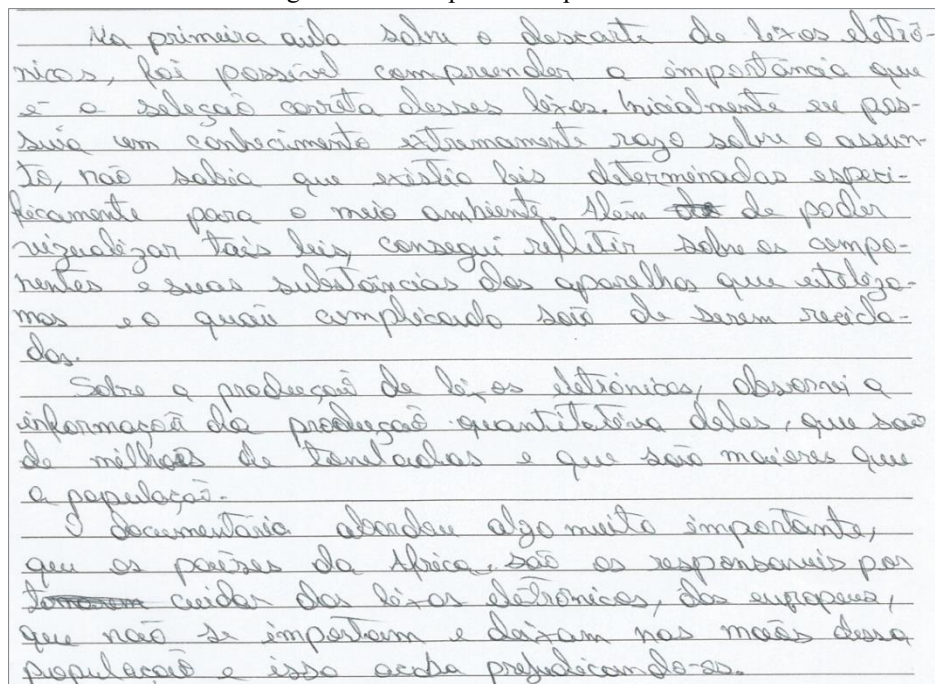 Na primeira aula sobre o descarte de lixos eletrô-
nicos, foi possível compreender a importância que
é a seleção correta desses lixos. Inicialmente eu pos-
suia um conhecimento extremamente razo sobre o assun-
to, não sabia que existia leis determinadas especi-
ficamente para o meio ambiente. Além de poder
vizualizar tais leis, consegui refletir sobre os compo-
nentes e suas substâncias dos aparelhos que utiliza-
mos e o quão complicado são de serem recicla-
dos.
Sobre a produção de lixos eletrônicos, absorvi a
informação da produção quantitativa deles, que são
de milhões de toneladas e que são maiores que
a população.
O documentário abordou algo muito importante,
que os países da África, são os responsaveis por
cuidar dos lixos eletrônicos, dos europeus,
que não se importam e deixam nas mãos dessa
população e isso acaba prejudicando-os.